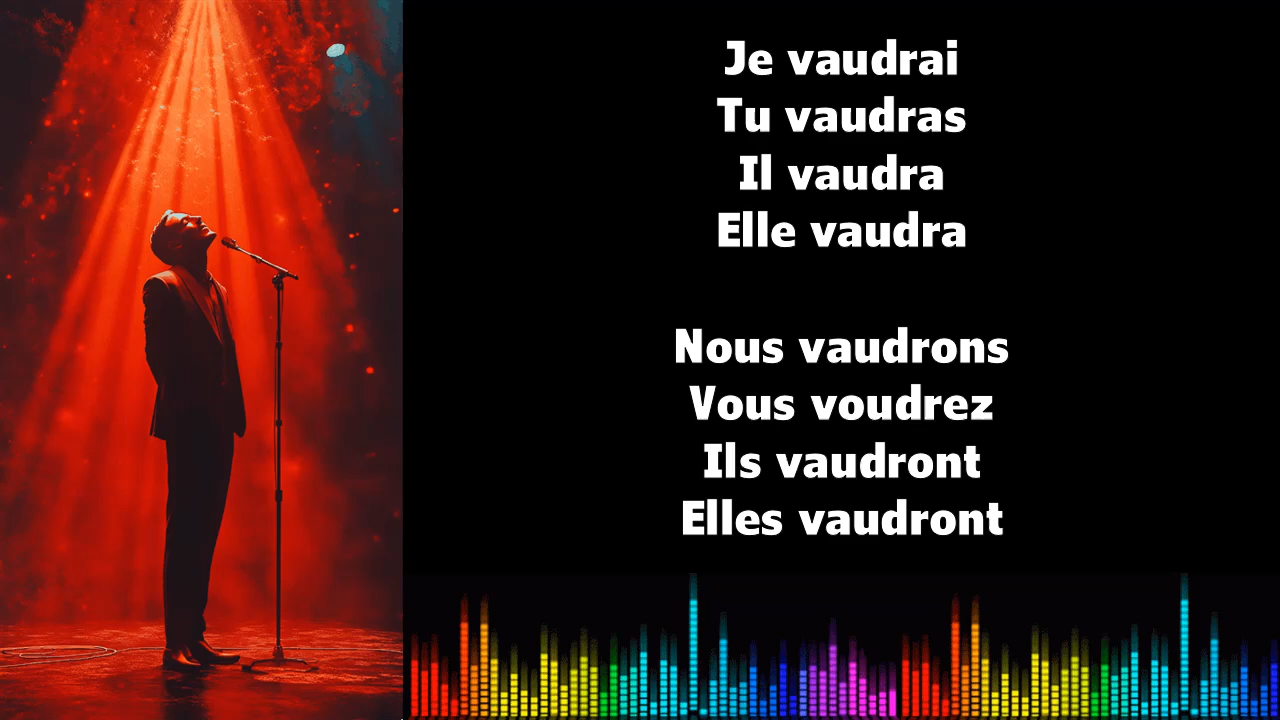 Je vaudrai
Tu vaudras
Il vaudra
Elle vaudra
Nous vaudrons
Vous voudrez
Ils vaudront
Elles vaudront